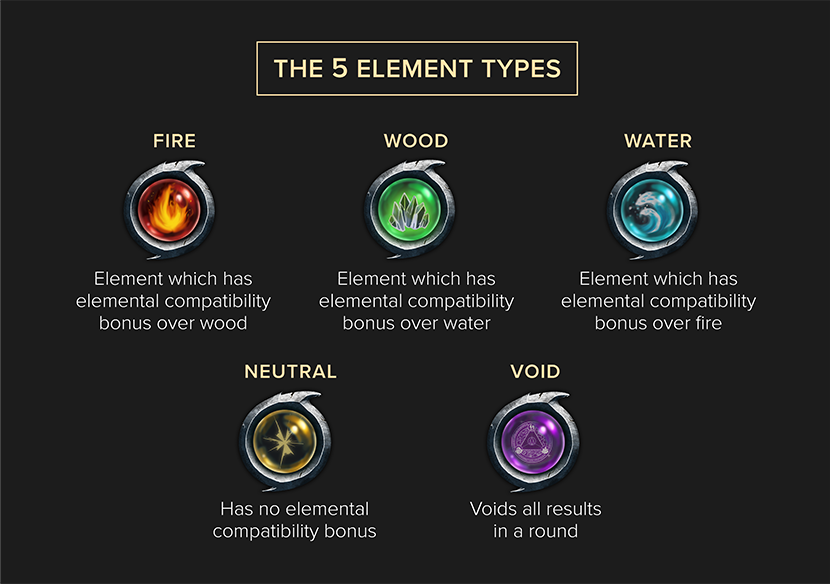 THE 5 ELEMENT TYPES
FIRE
Element which has
elemental compatibility
bonus over wood
WOOD
Element which has
elemental compatibility
bonus over water
WATER
Element which has
elemental compatibility
bonus over fire
NEUTRAL
Has no elemental
compatibility bonus
VOID
Voids all results
in a round